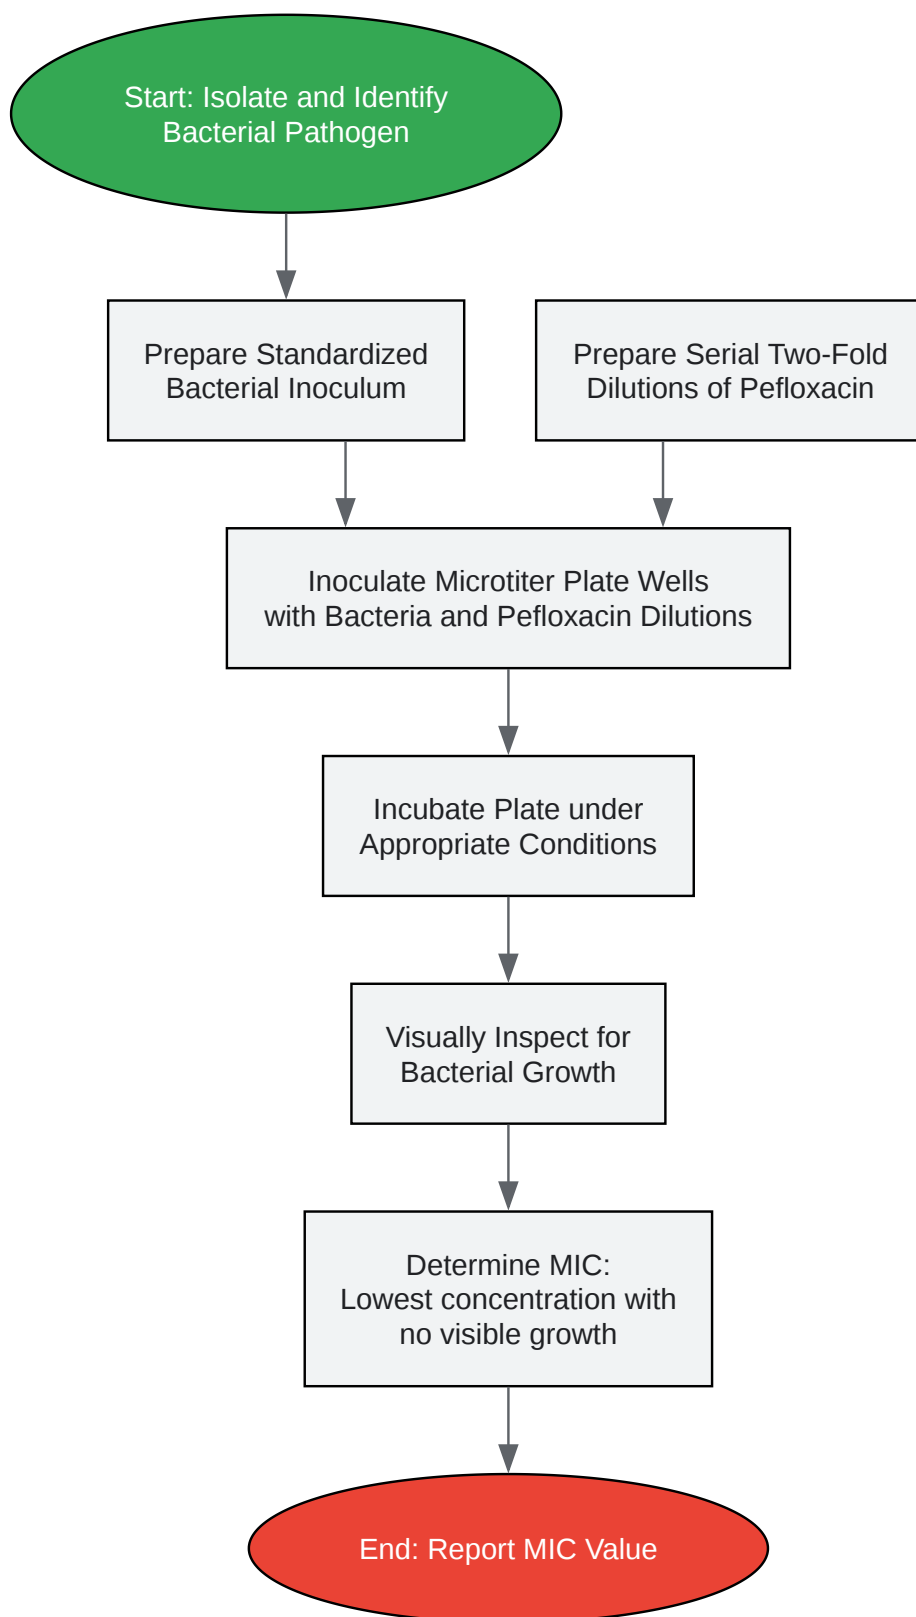 Start: Isolate and Identify
Bacterial Pathogen
Prepare Standardized
Bacterial Inoculum
Prepare Serial Two-Fold
Dilutions of Pefloxacin
Inoculate Microtiter Plate Wells
with Bacteria and Pefloxacin Dilutions
Incubate Plate under
Appropriate Conditions
Visually Inspect for
Bacterial Growth
Determine MIC:
Lowest concentration with
no visible growth
End: Report MIC Value